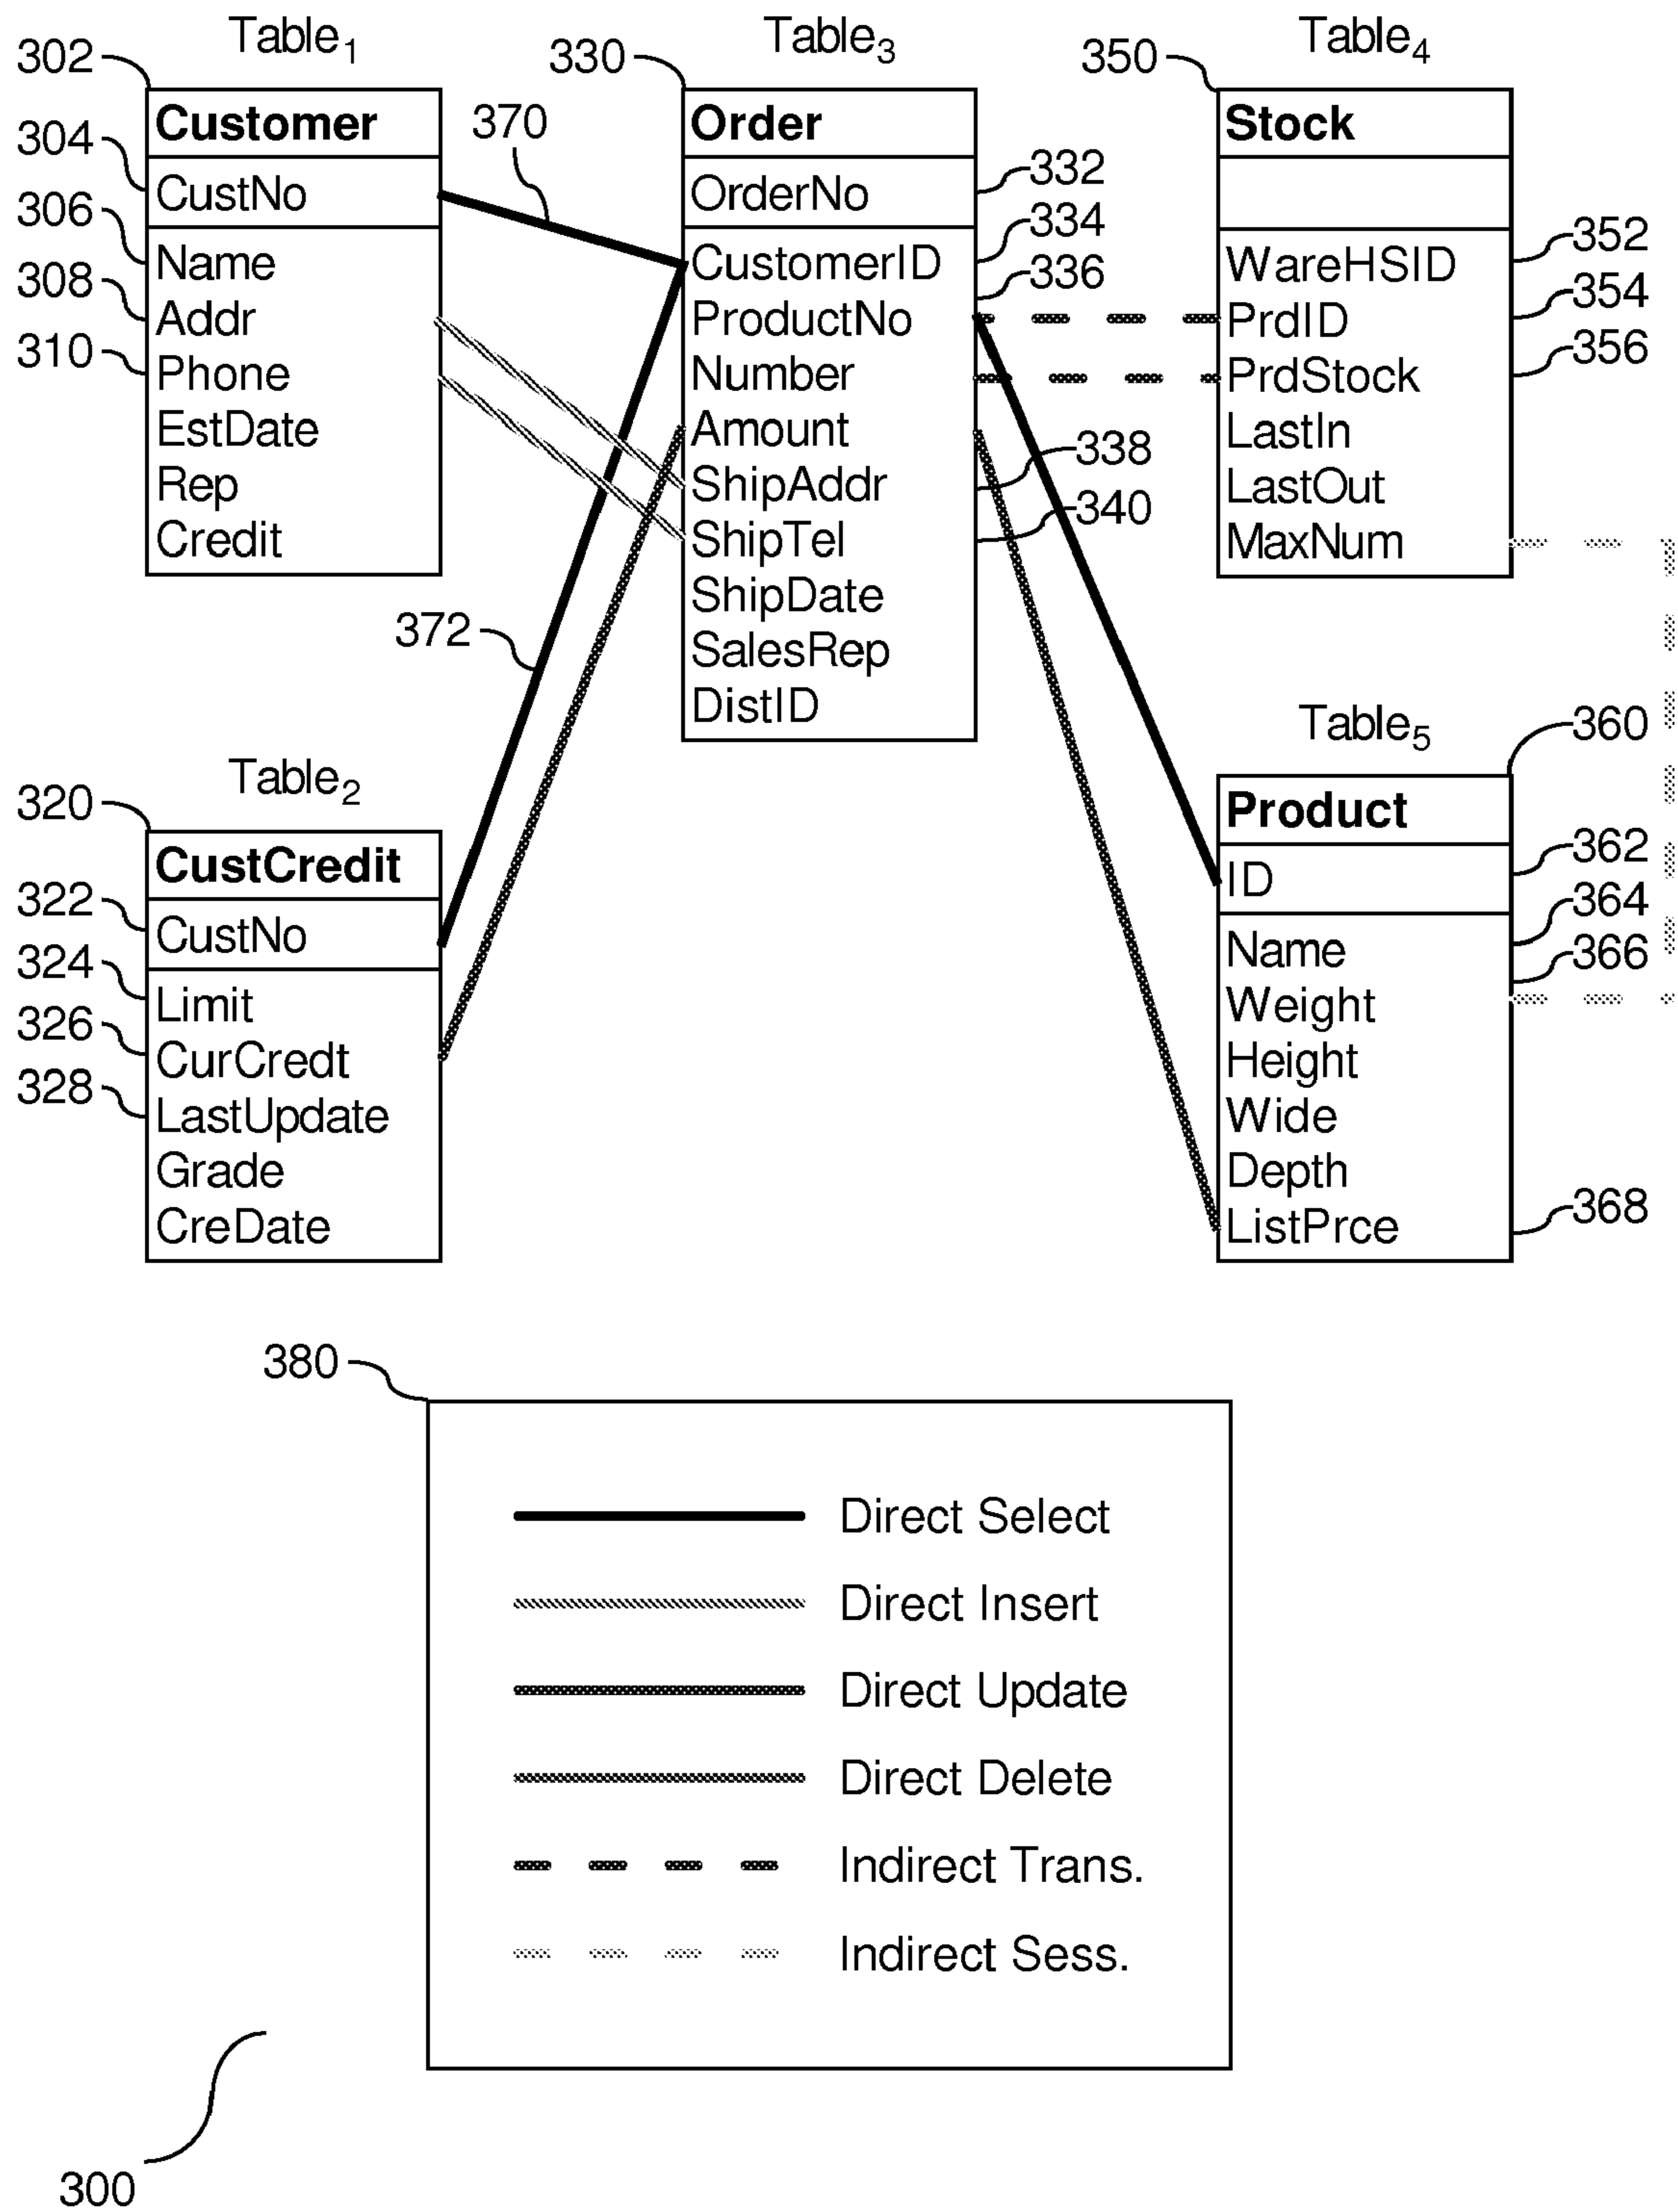 Table1
302
Customer
304
CustNo
306
Name
308
Addr
310
Phone
EstDate
Rep
Credit
370
372
Table2
320
CustCredit
322
CustNo
324
Limit
326
CurCredt
328
LastUpdate
Grade
CreDate
Table3
330
Order
OrderNo
332
CustomerID
334
336
ProductNo
Number
Amount
ShipAddr
338
ShipTel
340
ShipDate
SalesRep
DistID
Table4
350
Stock
WareHSID
352
PrdID
354
PrdStock
356
LastIn
LastOut
MaxNum
Table5
360
Product
ID
362
Name
364
Weight
366
Height
Wide
Depth
ListPrce
368
380
Direct Select
Direct Insert
Direct Update
Direct Delete
Indirect Trans.
Indirect Sess.
300